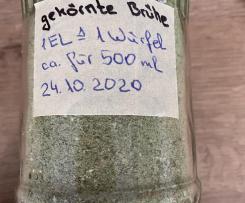 gekörnte Brühe
1EL ≙ 1 Würfel
ca. für 500 ml
24.10.2020